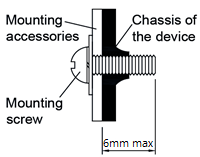 Mounting
accessories
Chassis of
the device
Mounting
screw
6mm max